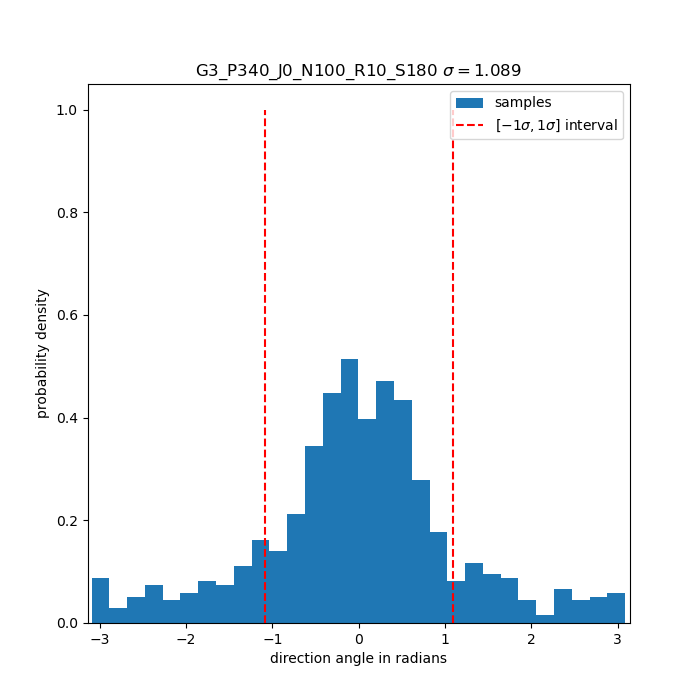 G3_P340_J0_N100_R10_S180 σ = 1.089
samples
[−1σ, 1σ] interval
1.0
0.8
0.6
0.4
0.2
0.0
probability density
−3 −2 −1 0 1 2 3
direction angle in radians